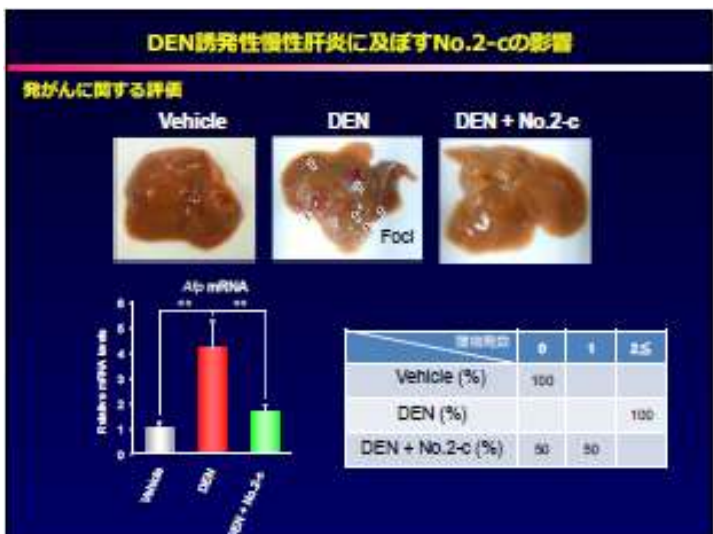 DEN誘発性慢性肝炎に及ぼすNo.2-cの影響
発がんに関する評価
Vehicle DEN DEN + No.2-c
Foci
Afp mRNA
** **
Relative mRNA levels
6
5
4
3
2
1
0
Vehicle
DEN
DEN + No.2-c
0 1 2≦
Vehicle (%) 100
DEN (%) 100
DEN + No.2-c (%) 50 50